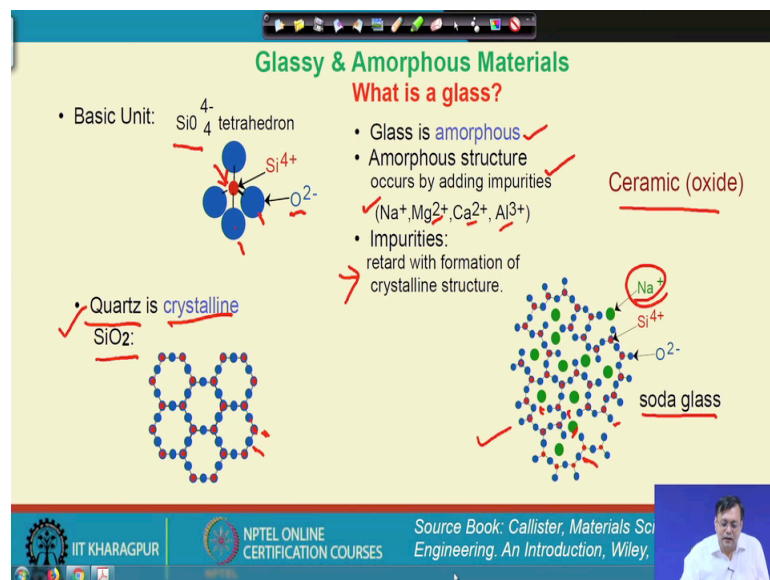 Glassy & Amorphous Materials
What is a glass?
• Basic Unit:
SiO 4- 4 tetrahedron
Si4+
O2-
• Quartz is crystalline
SiO2:
• Glass is amorphous
• Amorphous structure
occurs by adding impurities
(Na+,Mg2+,Ca2+, Al3+)
• Impurities:
retard with formation of
crystalline structure.
Ceramic (oxide)
Na+
Si4+
O2-
soda glass
IIT KHARAGPUR
NPTEL ONLINE
CERTIFICATION COURSES
Source Book: Callister, Materials Sci
Engineering. An Introduction, Wiley,